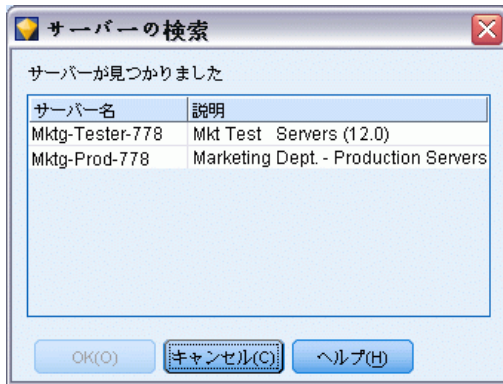 サーバーの検索
サーバーが見つかりました
サーバー名 説明
Mktg-Tester-778 Mkt Test Servers (12.0)
Mktg-Prod-778 Marketing Dept. - Production Servers
OK(O) キャンセル(C) ヘルプ(H)